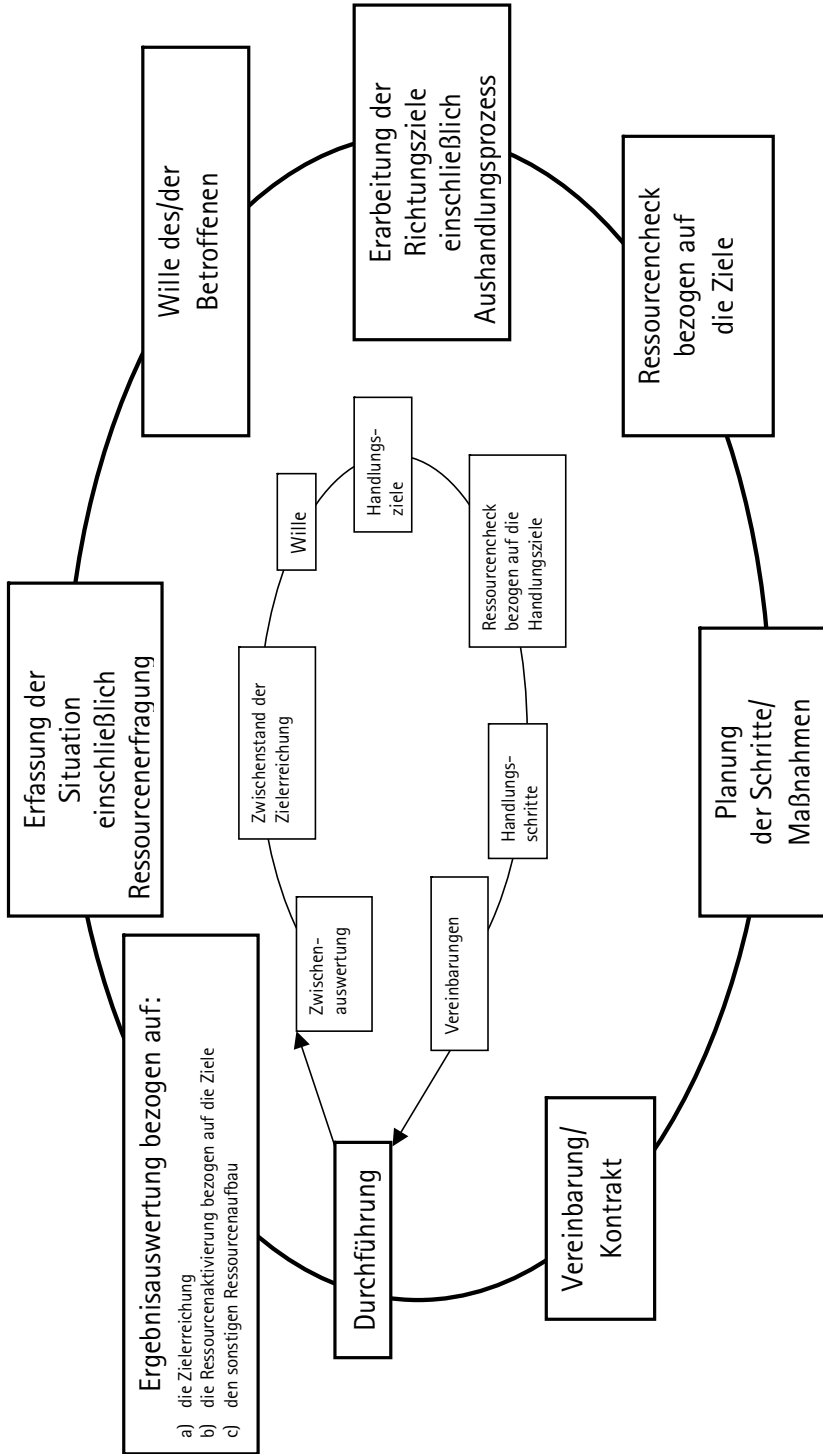 Erfassung der
Situation
einschließlich
Ressourcenerfragung
Wille des/der
Betroffenen
Erarbeitung der
Richtungsziele
einschließlich
Aushandlungsprozess
Ressourcencheck
bezogen auf
die Ziele
Planung
der Schritte/
Maßnahmen
Vereinbarung/
Kontrakt
Durchführung
Ergebnisauswertung bezogen auf:
a) die Zielerreichung
b) die Ressourcenaktivierung bezogen auf die Ziele
c) den sonstigen Ressourcenaufbau
Zwischen-
auswertung
Zwischenstand der
Zielerreichung
Wille
Handlungs-
ziele
Ressourcencheck
bezogen auf die
Handlungsziele
Handlungs-
schritte
Vereinbarungen